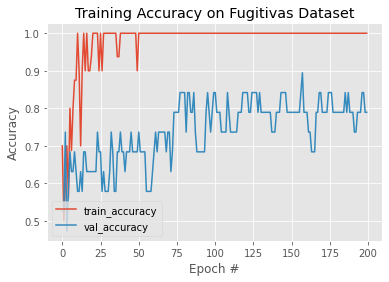 Training Accuracy on Fugitivas Dataset
1.0
0.9
0.8
0.7
0.6
0.5
Accuracy
train_accuracy
val_accuracy
0 25 50 75 100 125 150 175 200
Epoch #